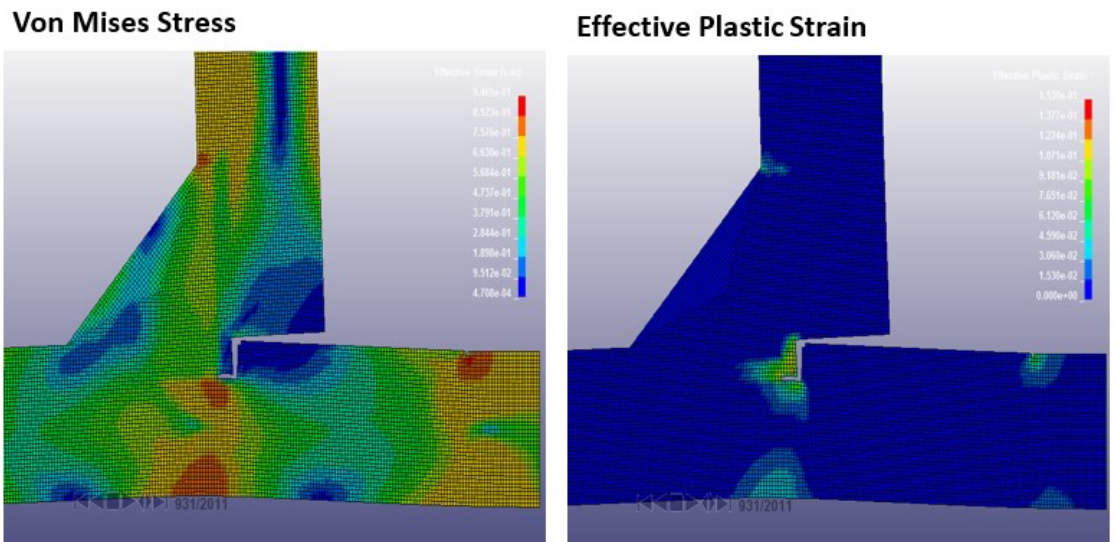 Von Mises Stress
Effective Plastic Strain
Effective Stress (v-m)
9.469e-01
8.523e-01
7.576e-01
6.630e-01
5.684e-01
4.737e-01
3.791e-01
2.844e-01
1.898e-01
9.512e-02
4.708e-04
931/2011
Effective Plastic Strain
1.530e-01
1.377e-01
1.224e-01
1.071e-01
9.181e-02
7.651e-02
6.120e-02
4.590e-02
3.060e-02
1.530e-02
0.000e+00
931/2011